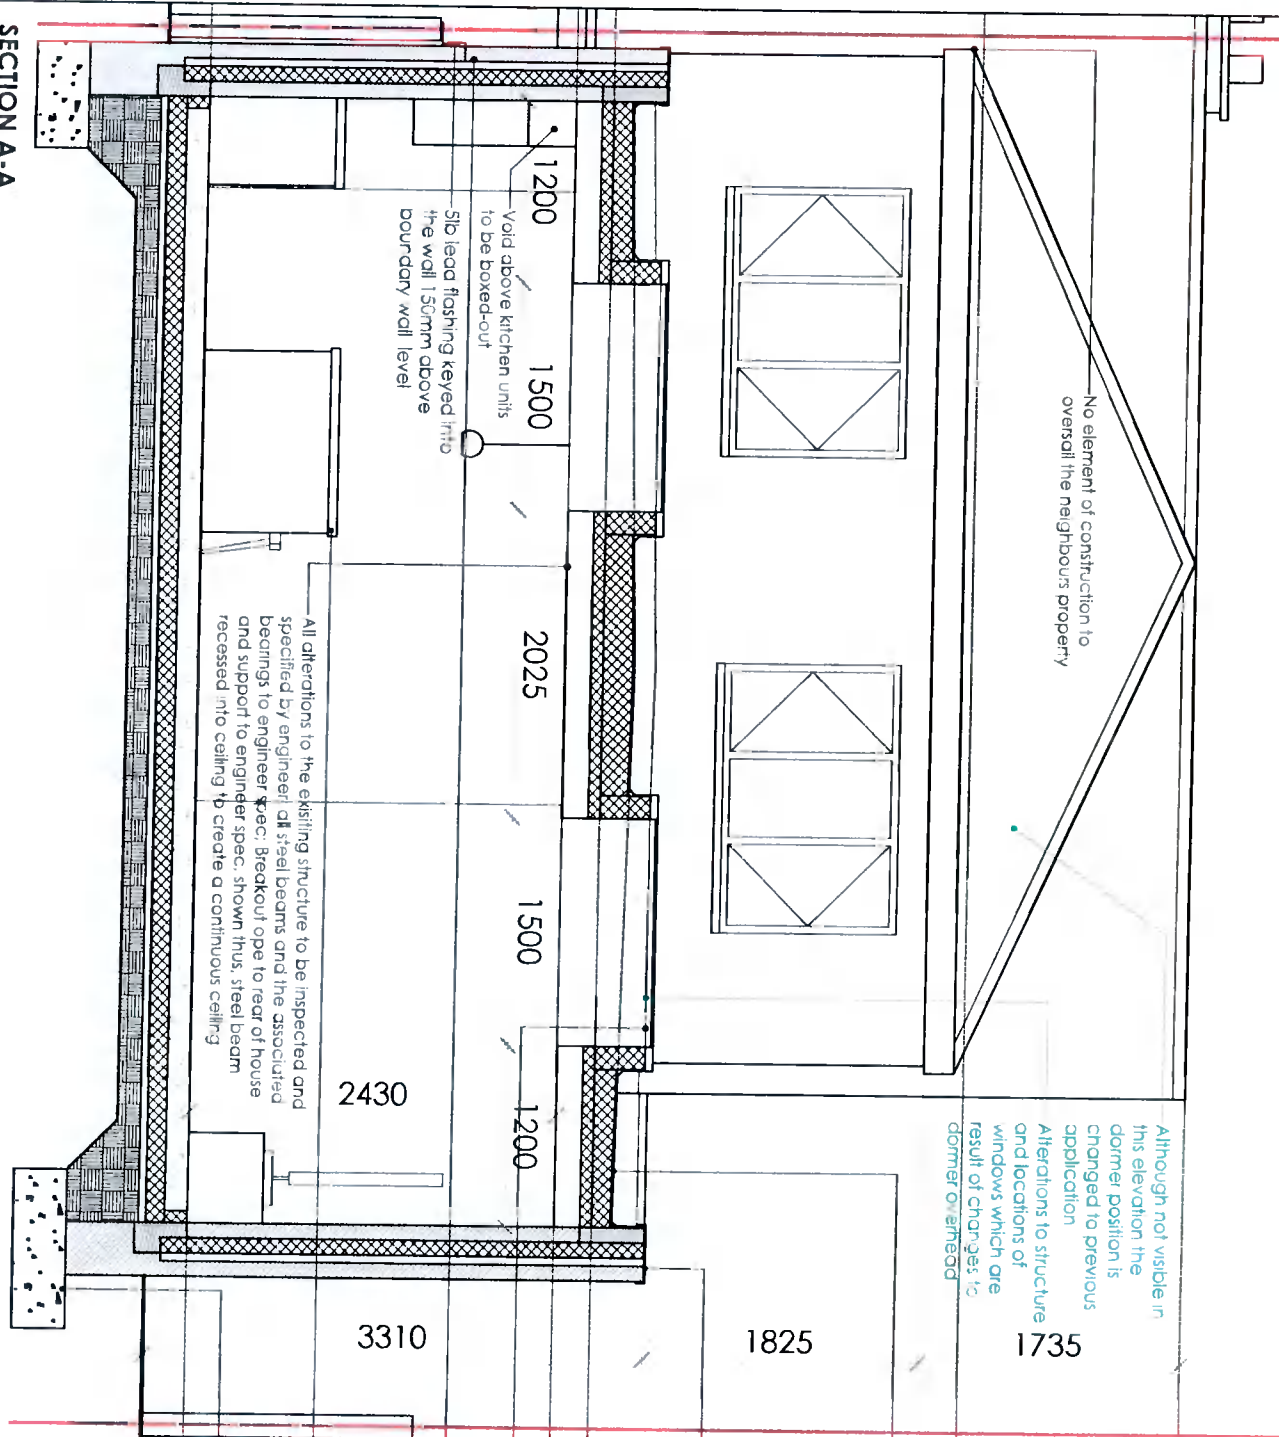 No element of construction to
oversail the neighbours property
Although not visible in
this elevation the
dormer position is
changed to previous
application
Alterations to structure
and locations of
windows which are
result of changes to
dormer overhead
1735
1825
3310
1200
1500
2025
1500
1200
Void above kitchen units
to be boxed-out
5lb lead flashing keyed into
the wall 150mm above
boundary wall level
2430
All alterations to the exisiting structure to be inspected and
specified by engineer; all steel beams and the associated
bearings to engineer spec; Breakout ope to rear of house
and support to engineer spec. shown thus, steel beam
recessed into ceiling to create a continuous ceiling
SECTION A-A